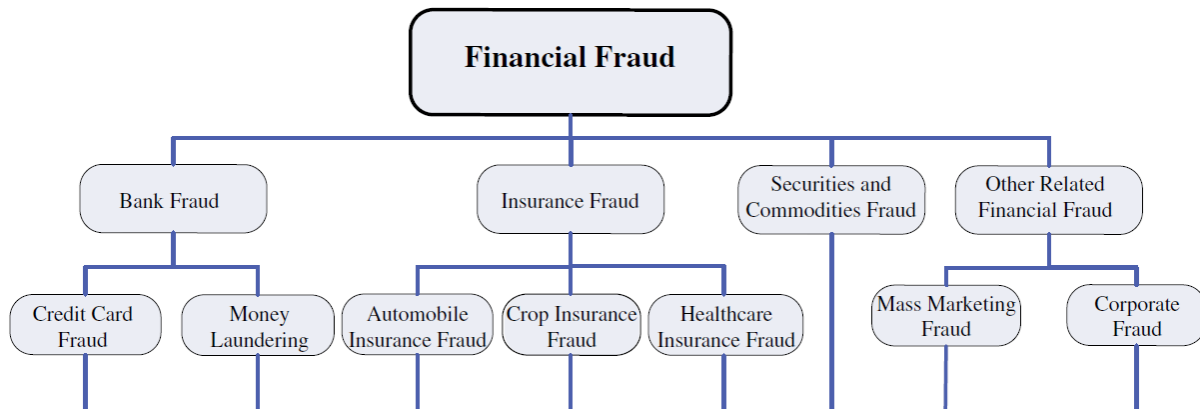 Financial Fraud
Bank Fraud
Insurance Fraud
Securities and
Commodities Fraud
Other Related
Financial Fraud
Credit Card
Fraud
Money
Laundering
Automobile
Insurance Fraud
Crop Insurance
Fraud
Healthcare
Insurance Fraud
Mass Marketing
Fraud
Corporate
Fraud